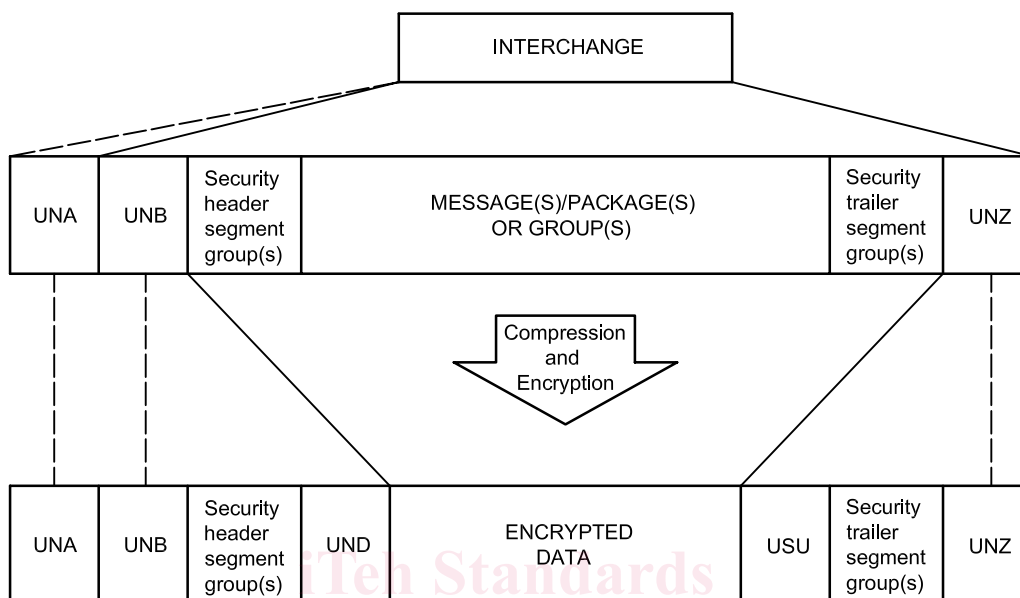 INTERCHANGE
UNA
UNB
Security
header
segment
group(s)
MESSAGE(S)/PACKAGE(S)
OR GROUP(S)
Security
trailer
segment
group(s)
UNZ
Compression
and
Encryption
UNA
UNB
Security
header
segment
group(s)
UND
ENCRYPTED
DATA
USU
Security
trailer
segment
group(s)
UNZ
iTeh Standards